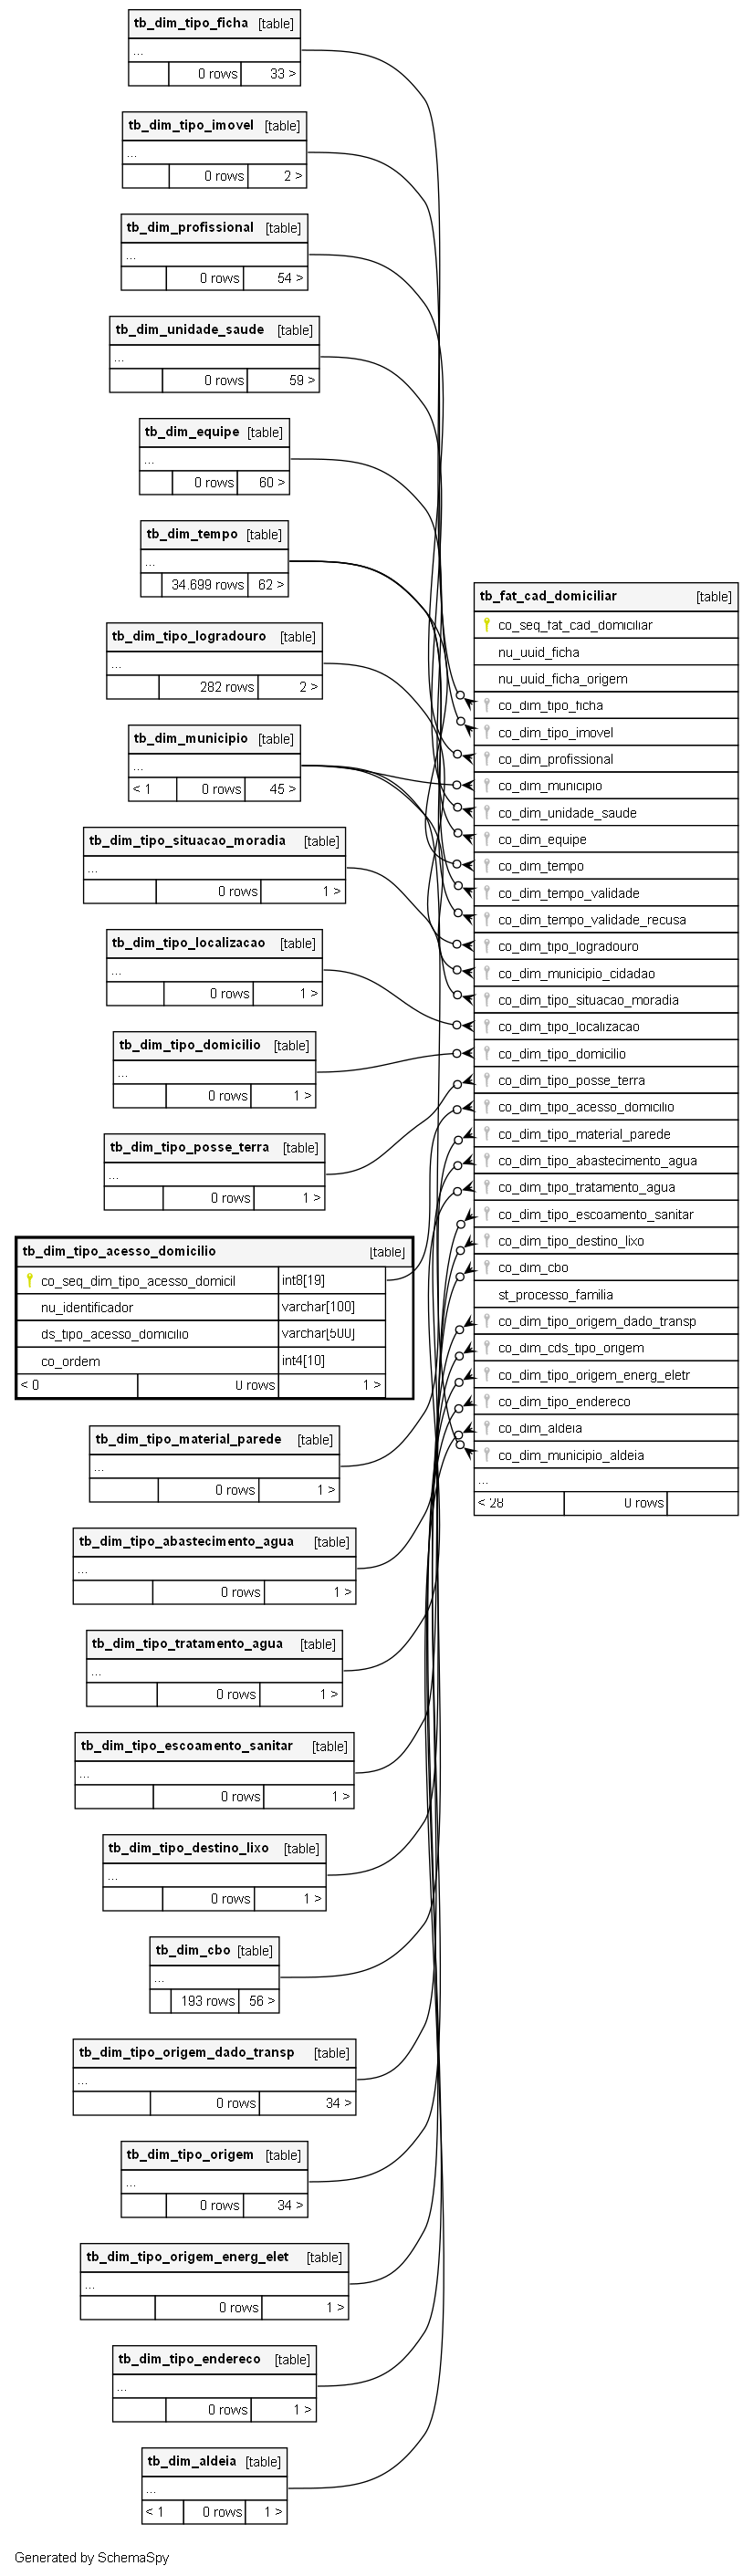 tb_dim_tipo_ficha [table]
...
0 rows 33 >
tb_dim_tipo_imovel [table]
...
0 rows 2 >
tb_dim_profissional [table]
...
0 rows 54 >
tb_dim_unidade_saude [table]
...
0 rows 59 >
tb_dim_equipe [table]
...
0 rows 60 >
tb_dim_tempo [table]
...
34.699 rows 62 >
tb_dim_tipo_logradouro [table]
...
282 rows 2 >
tb_dim_municipio [table]
...
< 1 0 rows 45 >
tb_dim_tipo_situacao_moradia [table]
...
0 rows 1 >
tb_dim_tipo_localizacao [table]
...
0 rows 1 >
tb_dim_tipo_domicilio [table]
...
0 rows 1 >
tb_dim_tipo_posse_terra [table]
...
0 rows 1 >
tb_dim_tipo_acesso_domicilio [table]
co_seq_dim_tipo_acesso_domicil int8[19]
nu_identificador varchar[100]
ds_tipo_acesso_domicilio varchar[500]
co_ordem int4[10]
< 0 0 rows 1 >
tb_dim_tipo_material_parede [table]
...
0 rows 1 >
tb_dim_tipo_abastecimento_agua [table]
...
0 rows 1 >
tb_dim_tipo_tratamento_agua [table]
...
0 rows 1 >
tb_dim_tipo_escoamento_sanitar [table]
...
0 rows 1 >
tb_dim_tipo_destino_lixo [table]
...
0 rows 1 >
tb_dim_cbo [table]
...
193 rows 56 >
tb_dim_tipo_origem_dado_transp [table]
...
0 rows 34 >
tb_dim_tipo_origem [table]
...
0 rows 34 >
tb_dim_tipo_origem_energ_elet [table]
...
0 rows 1 >
tb_dim_tipo_endereco [table]
...
0 rows 1 >
tb_dim_aldeia [table]
...
< 1 0 rows 1 >
tb_fat_cad_domiciliar [table]
co_seq_fat_cad_domiciliar
nu_uuid_ficha
nu_uuid_ficha_origem
co_dim_tipo_ficha
co_dim_tipo_imovel
co_dim_profissional
co_dim_municipio
co_dim_unidade_saude
co_dim_equipe
co_dim_tempo
co_dim_tempo_validade
co_dim_tempo_validade_recusa
co_dim_tipo_logradouro
co_dim_municipio_cidadao
co_dim_tipo_situacao_moradia
co_dim_tipo_localizacao
co_dim_tipo_domicilio
co_dim_tipo_posse_terra
co_dim_tipo_acesso_domicilio
co_dim_tipo_material_parede
co_dim_tipo_abastecimento_agua
co_dim_tipo_tratamento_agua
co_dim_tipo_escoamento_sanitar
co_dim_tipo_destino_lixo
co_dim_cbo
st_processo_familia
co_dim_tipo_origem_dado_transp
co_dim_cds_tipo_origem
co_dim_tipo_origem_energ_eletr
co_dim_tipo_endereco
co_dim_aldeia
co_dim_municipio_aldeia
...
< 28 0 rows
Generated by SchemaSpy